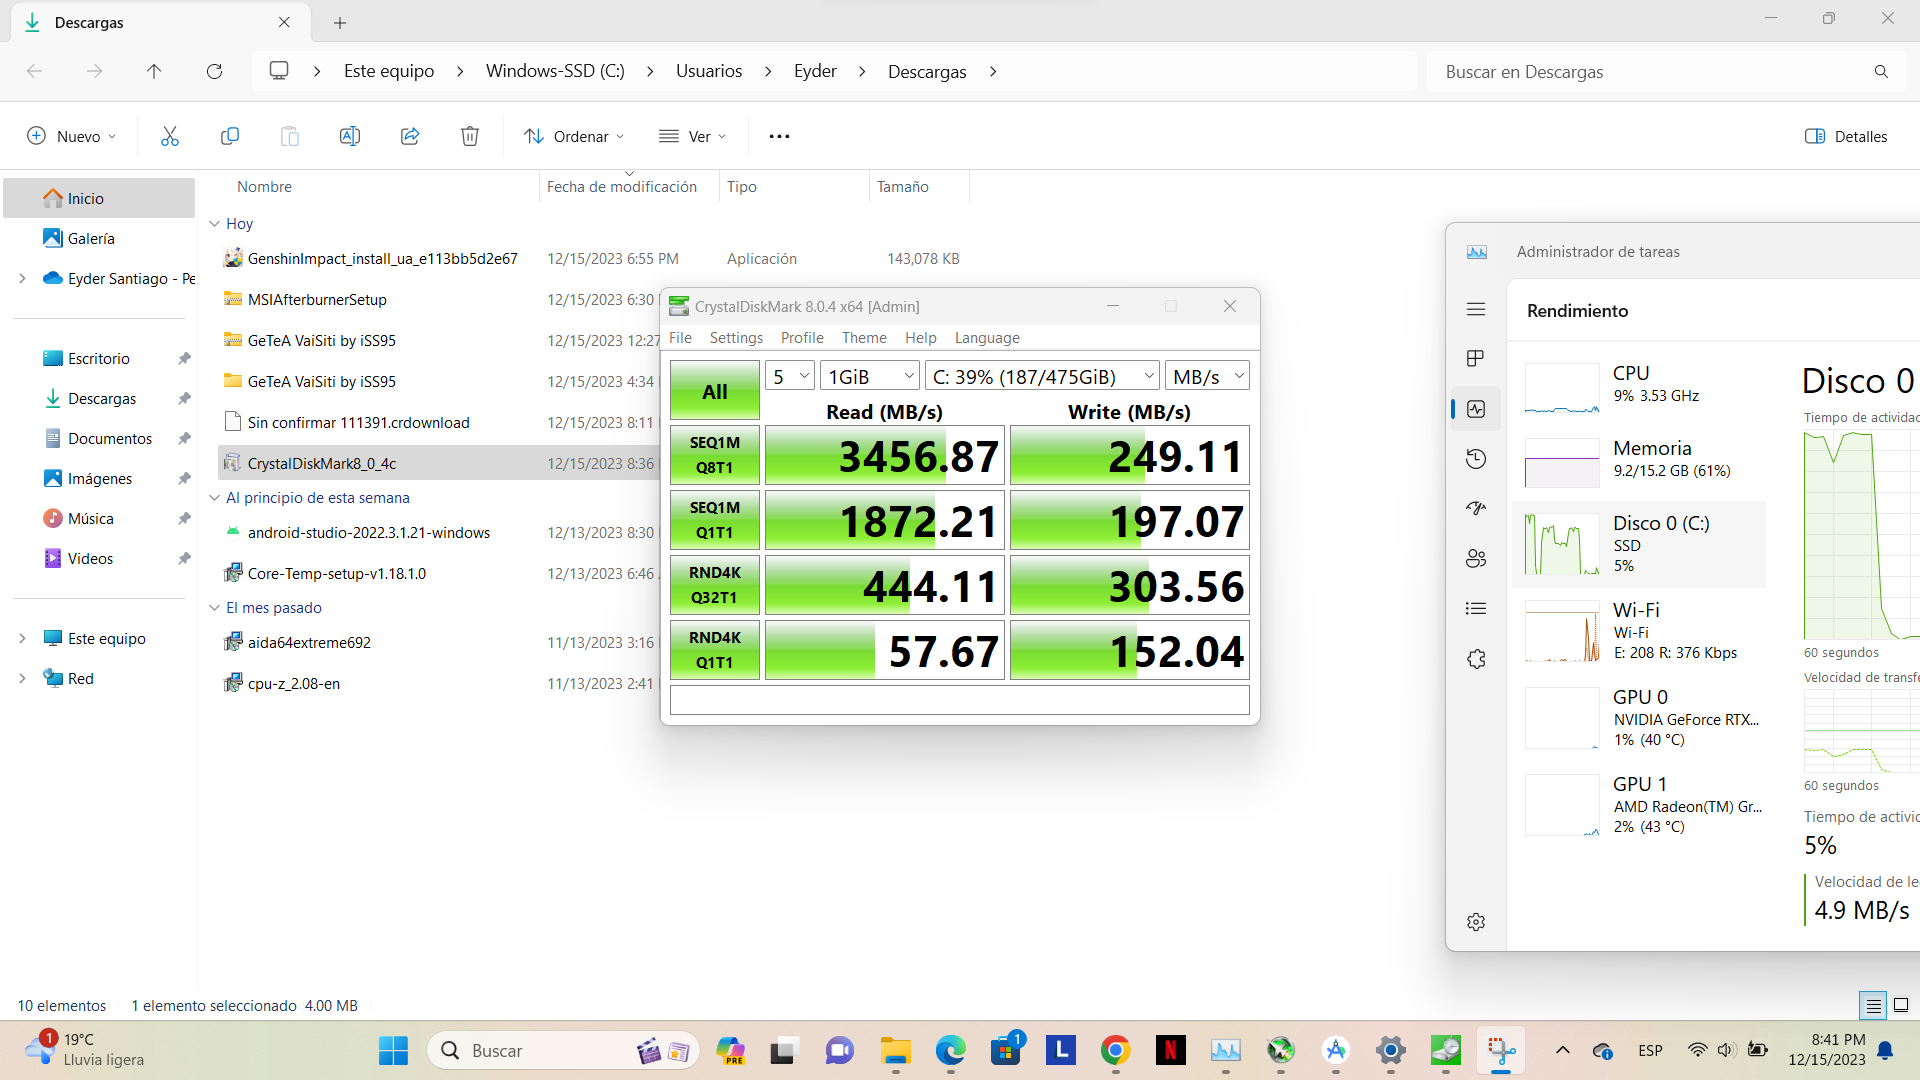 Descargas
Este equipo
Windows-SSD (C:)
Usuarios
Eyder
Descargas
Buscar en Descargas
Nuevo
Ordenar
Ver
Detalles
Nombre
Fecha de modificación
Tipo
Tamaño
Inicio
Galería
Eyder Santiago - Pe
Escritorio
Descargas
Documentos
Imágenes
Música
Videos
Este equipo
Red
Hoy
GenshinImpact_install_ua_e113bb5d2e67 12/15/2023 6:55 PM Aplicación 143,078 KB
MSIAfterburnerSetup 12/15/2023 6:30
GeTeA VaiSiti by iSS95 12/15/2023 12:27
GeTeA VaiSiti by iSS95 12/15/2023 4:34
Sin confirmar 111391.crdownload 12/15/2023 8:11
CrystalDiskMark8_0_4c 12/15/2023 8:36
Al principio de esta semana
android-studio-2022.3.1.21-windows 12/13/2023 8:30
Core-Temp-setup-v1.18.1.0 12/13/2023 6:46
El mes pasado
aida64extreme692 11/13/2023 3:16
cpu-z_2.08-en 11/13/2023 2:41
CrystalDiskMark 8.0.4 x64 [Admin]
File Settings Profile Theme Help Language
All
5
1GiB
C: 39% (187/475GiB)
MB/s
Read (MB/s)
Write (MB/s)
SEQ1M
Q8T1
3456.87
249.11
SEQ1M
Q1T1
1872.21
197.07
RND4K
Q32T1
444.11
303.56
RND4K
Q1T1
57.67
152.04
Administrador de tareas
Rendimiento
CPU
9% 3.53 GHz
Memoria
9.2/15.2 GB (61%)
Disco 0 (C:)
SSD
5%
Wi-Fi
Wi-Fi
E: 208 R: 376 Kbps
GPU 0
NVIDIA GeForce RTX...
1% (40 °C)
GPU 1
AMD Radeon(TM) Gr...
2% (43 °C)
Disco 0
Tiempo de actividad
60 segundos
Velocidad de transfe
60 segundos
Tiempo de activid
5%
Velocidad de le
4.9 MB/s
10 elementos
1 elemento seleccionado 4.00 MB
1
19°C
Lluvia ligera
Buscar
PRE
1
L
N
ESP
8:41 PM
12/15/2023